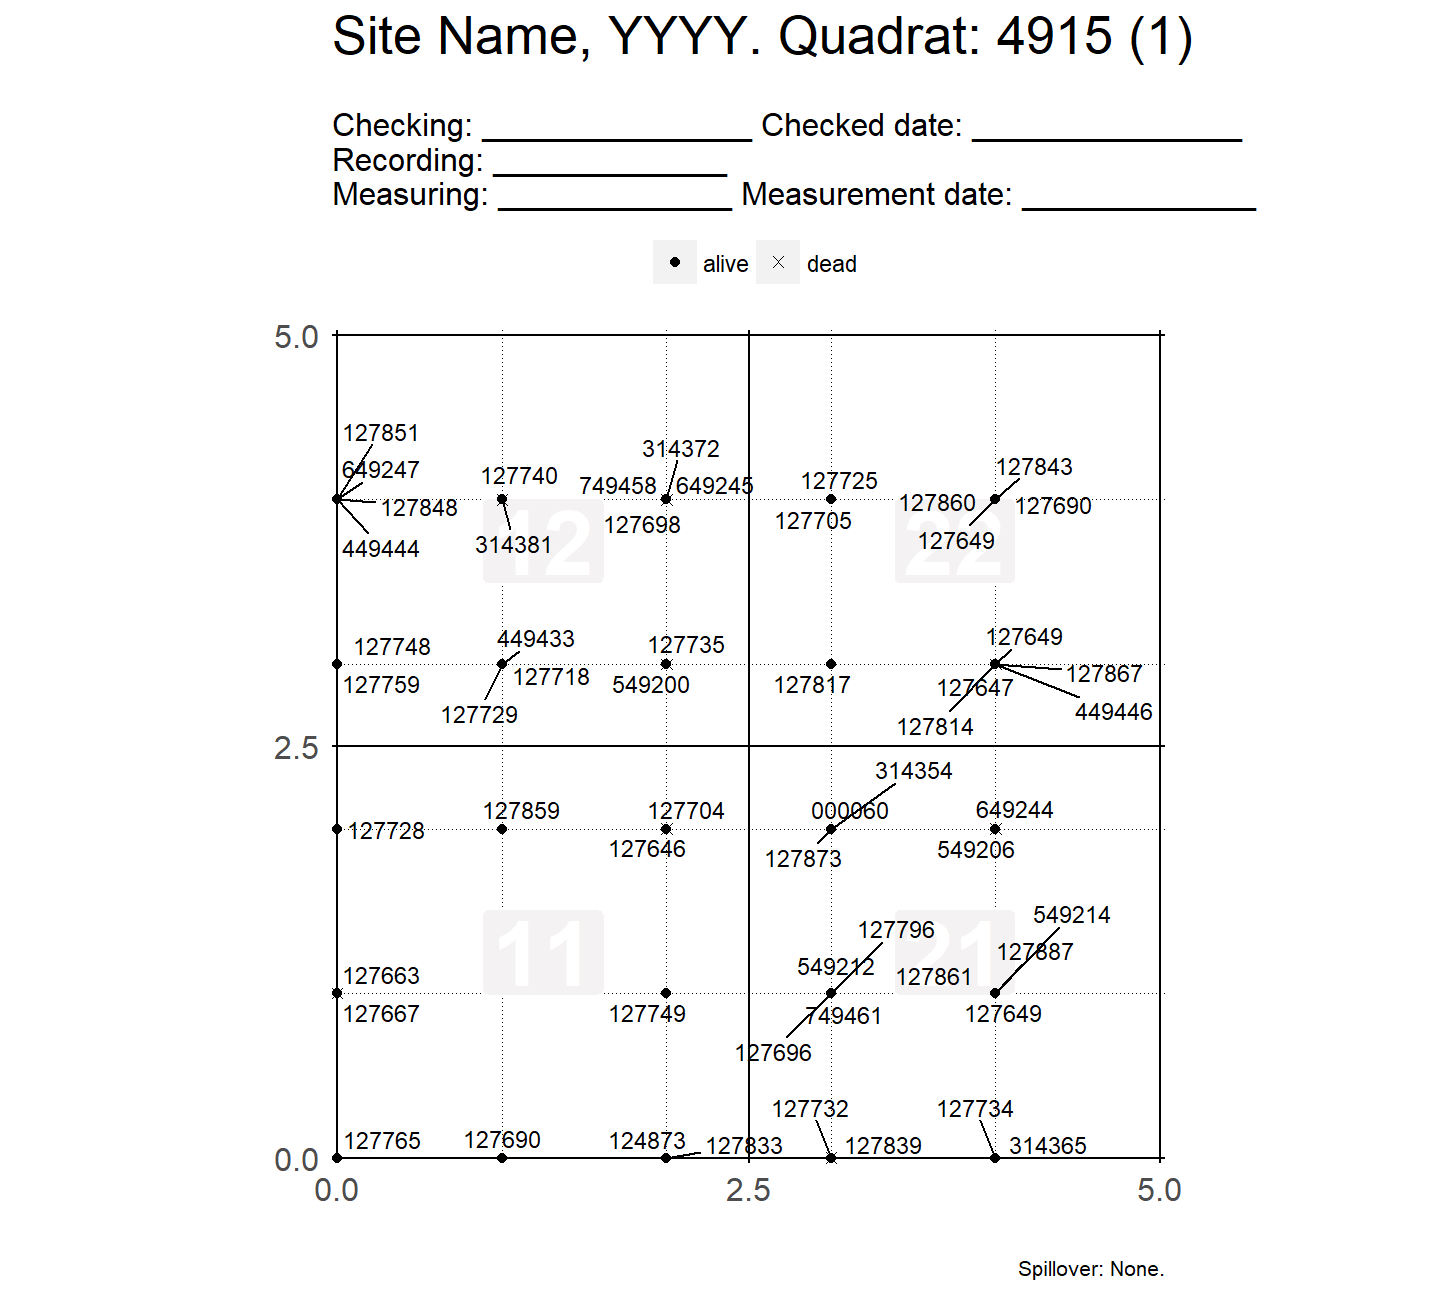 Site Name, YYYY. Quadrat: 4915 (1)
Checking: _______________ Checked date: _______________
Recording: _____________
Measuring: _____________ Measurement date: _____________
alive dead
5.0
127851
314372
649247 127740 127843
127725
749458 649245
127860 127690
127848
127698 127705
449444 314381 127649
12 22
449433 127649
127748 127735
127867
127718
127759 549200 127817 127647
127729 449446
127814
2.5
314354
127859 127704 000060 649244
127728
127646 127873 549206
549214
127796
11 21
127887
549212
127663 127861
127667 127749 749461 127649
127696
127732 127734
127765 127690 124873 127833 127839 314365
0.0
0.0 2.5 5.0
Spillover: None.